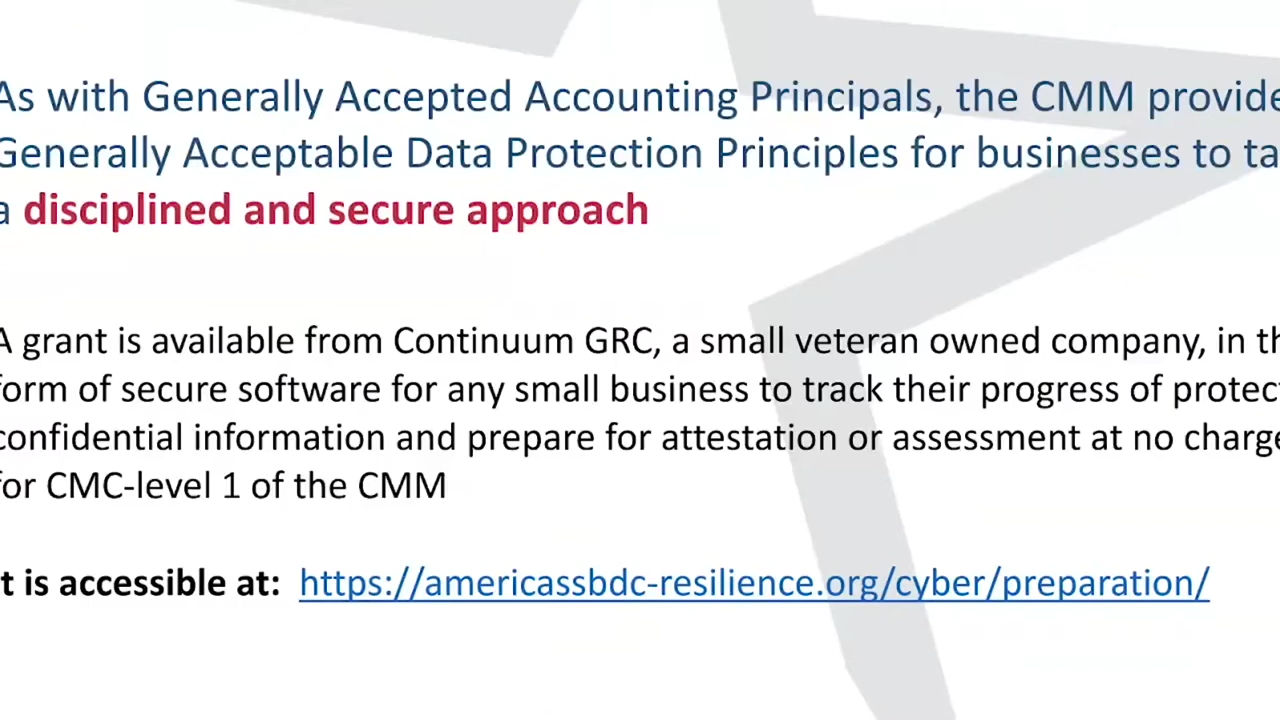 As with Generally Accepted Accounting Principals, the CMM provide
Generally Acceptable Data Protection Principles for businesses to ta
a disciplined and secure approach
A grant is available from Continuum GRC, a small veteran owned company, in th
form of secure software for any small business to track their progress of protect
confidential information and prepare for attestation or assessment at no charge
for CMC-level 1 of the CMM
t is accessible at: https://americassbdc-resilience.org/cyber/preparation/